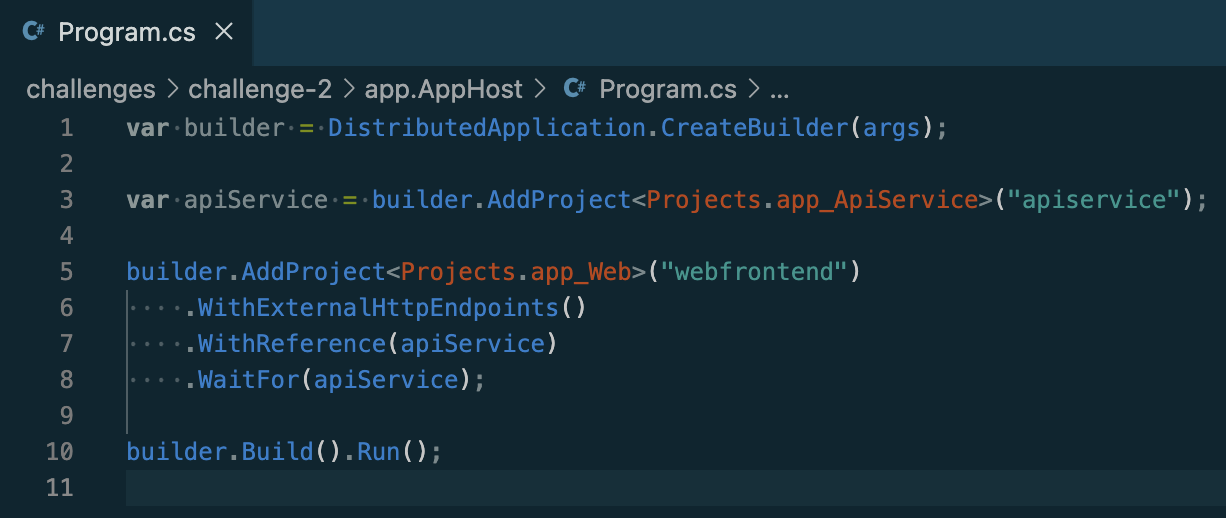 C# Program.cs ×
challenges > challenge-2 > app.AppHost > C# Program.cs > ...
1 var builder = DistributedApplication.CreateBuilder(args);
2
3 var apiService = builder.AddProject<Projects.app_ApiService>("apiservice");
4
5 builder.AddProject<Projects.app_Web>("webfrontend")
6     .WithExternalHttpEndpoints()
7     .WithReference(apiService)
8     .WaitFor(apiService);
9
10 builder.Build().Run();
11